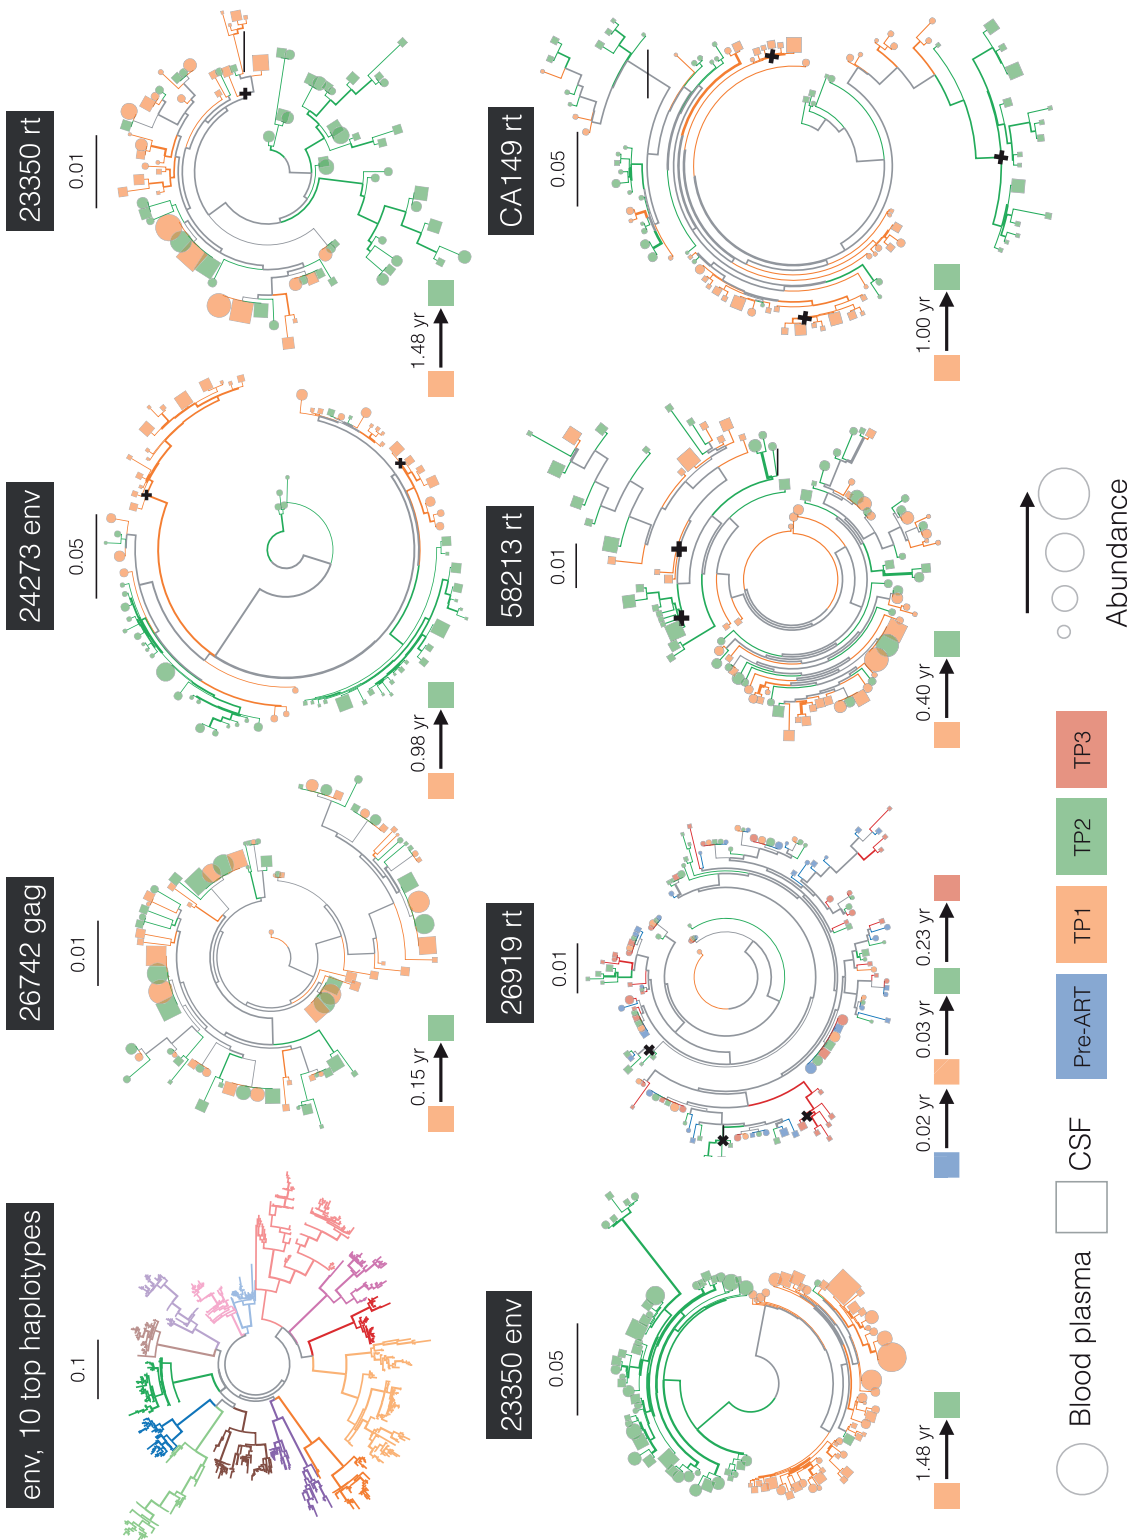 env, 10 top haplotypes
0.1
26742 gag
0.01
0.15 yr
24273 env
0.05
0.98 yr
23350 rt
0.01
1.48 yr
23350 env
0.05
1.48 yr
26919 rt
0.01
0.02 yr
0.03 yr
0.23 yr
58213 rt
0.01
0.40 yr
CA149 rt
0.05
1.00 yr
Blood plasma
CSF
Pre-ART
TP1
TP2
TP3
Abundance